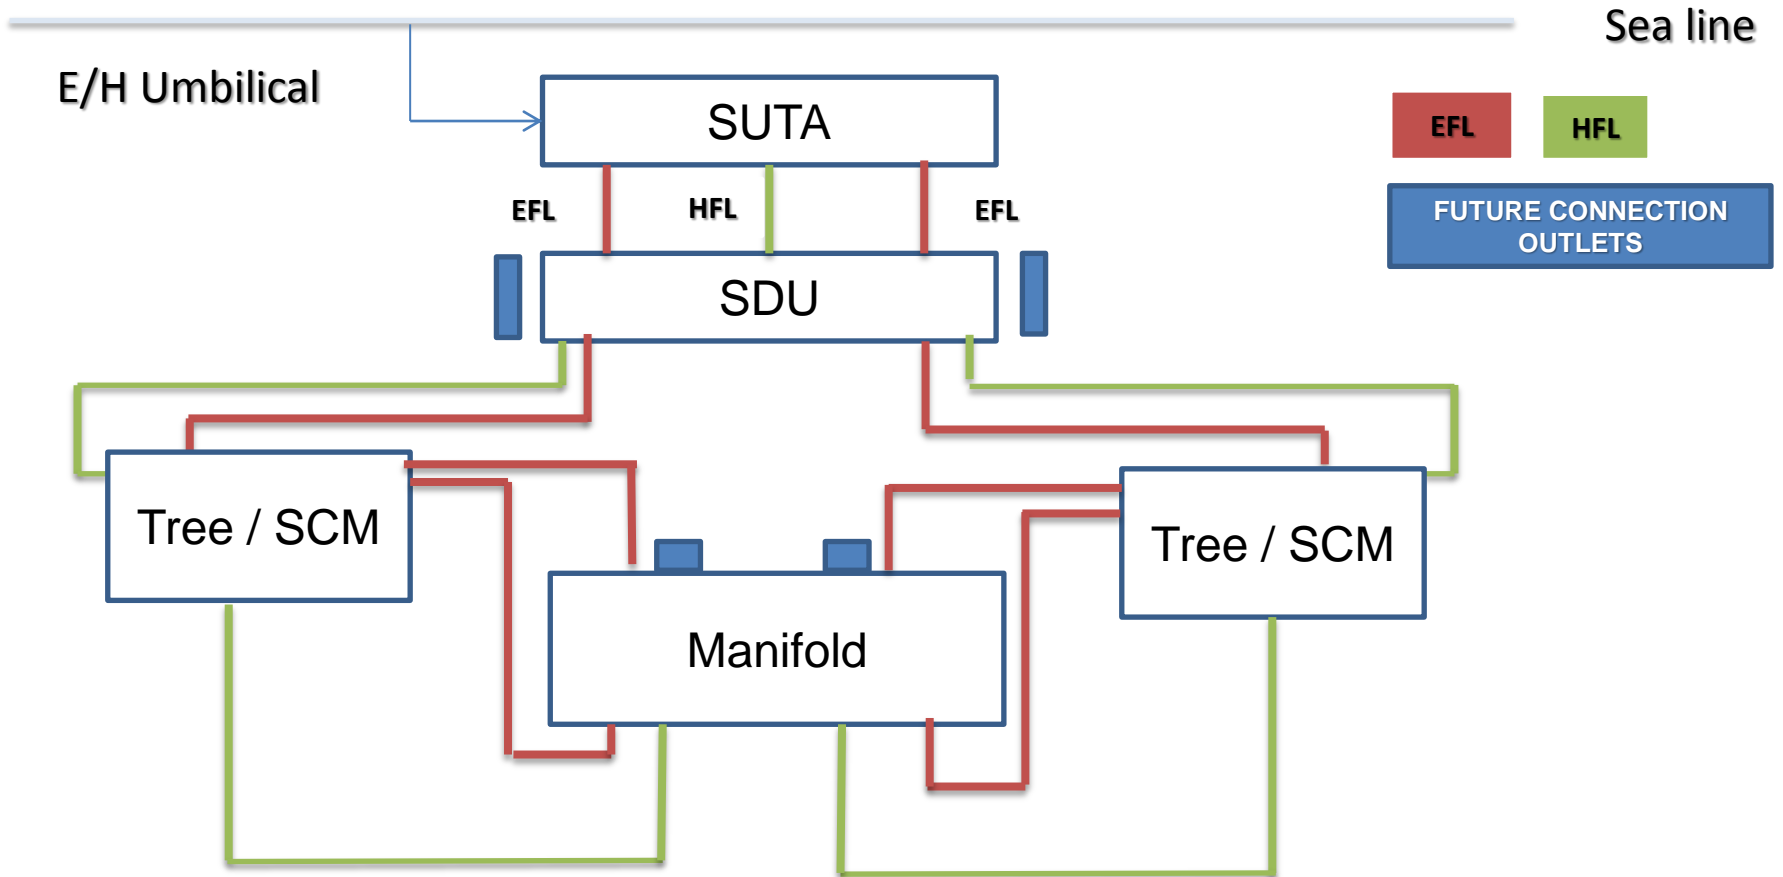 Sea line
E/H Umbilical
SUTA
EFL
HFL
EFL
HFL
EFL
FUTURE CONNECTION
OUTLETS
SDU
Tree / SCM
Tree / SCM
Manifold